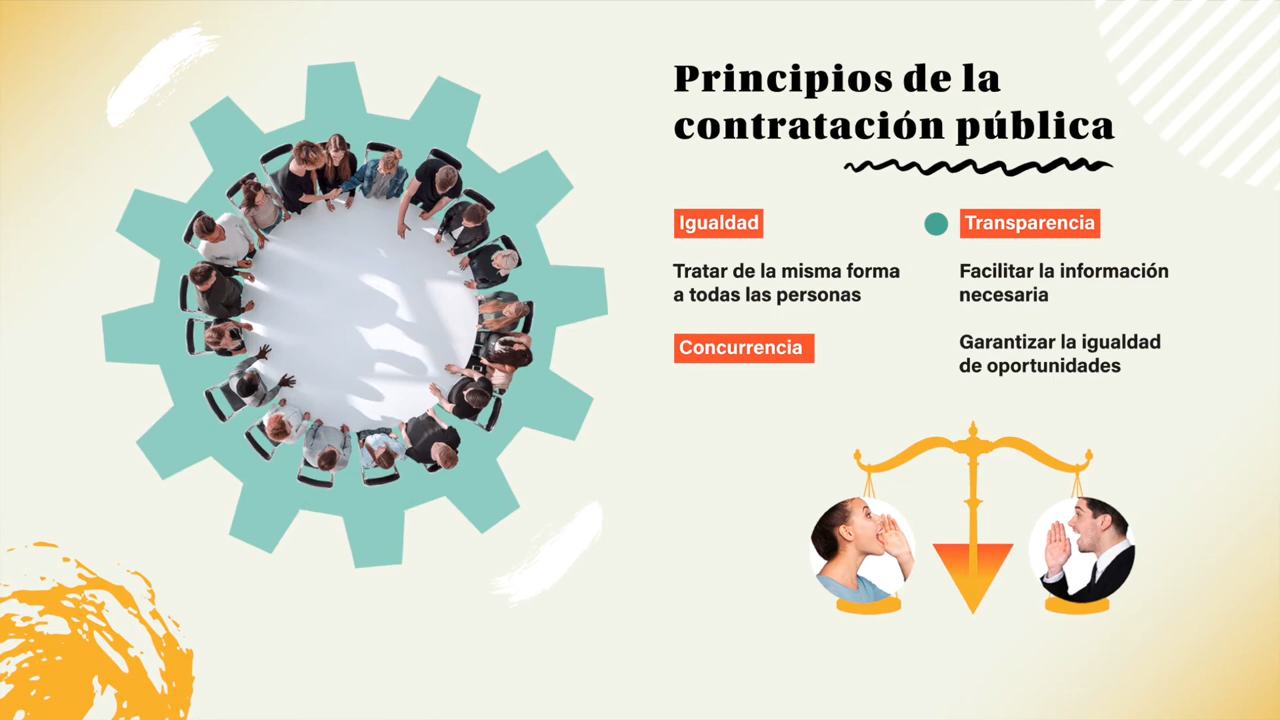 Principios de la
contratación pública
Igualdad
Tratar de la misma forma
a todas las personas
Concurrencia
Transparencia
Facilitar la información
necesaria
Garantizar la igualdad
de oportunidades